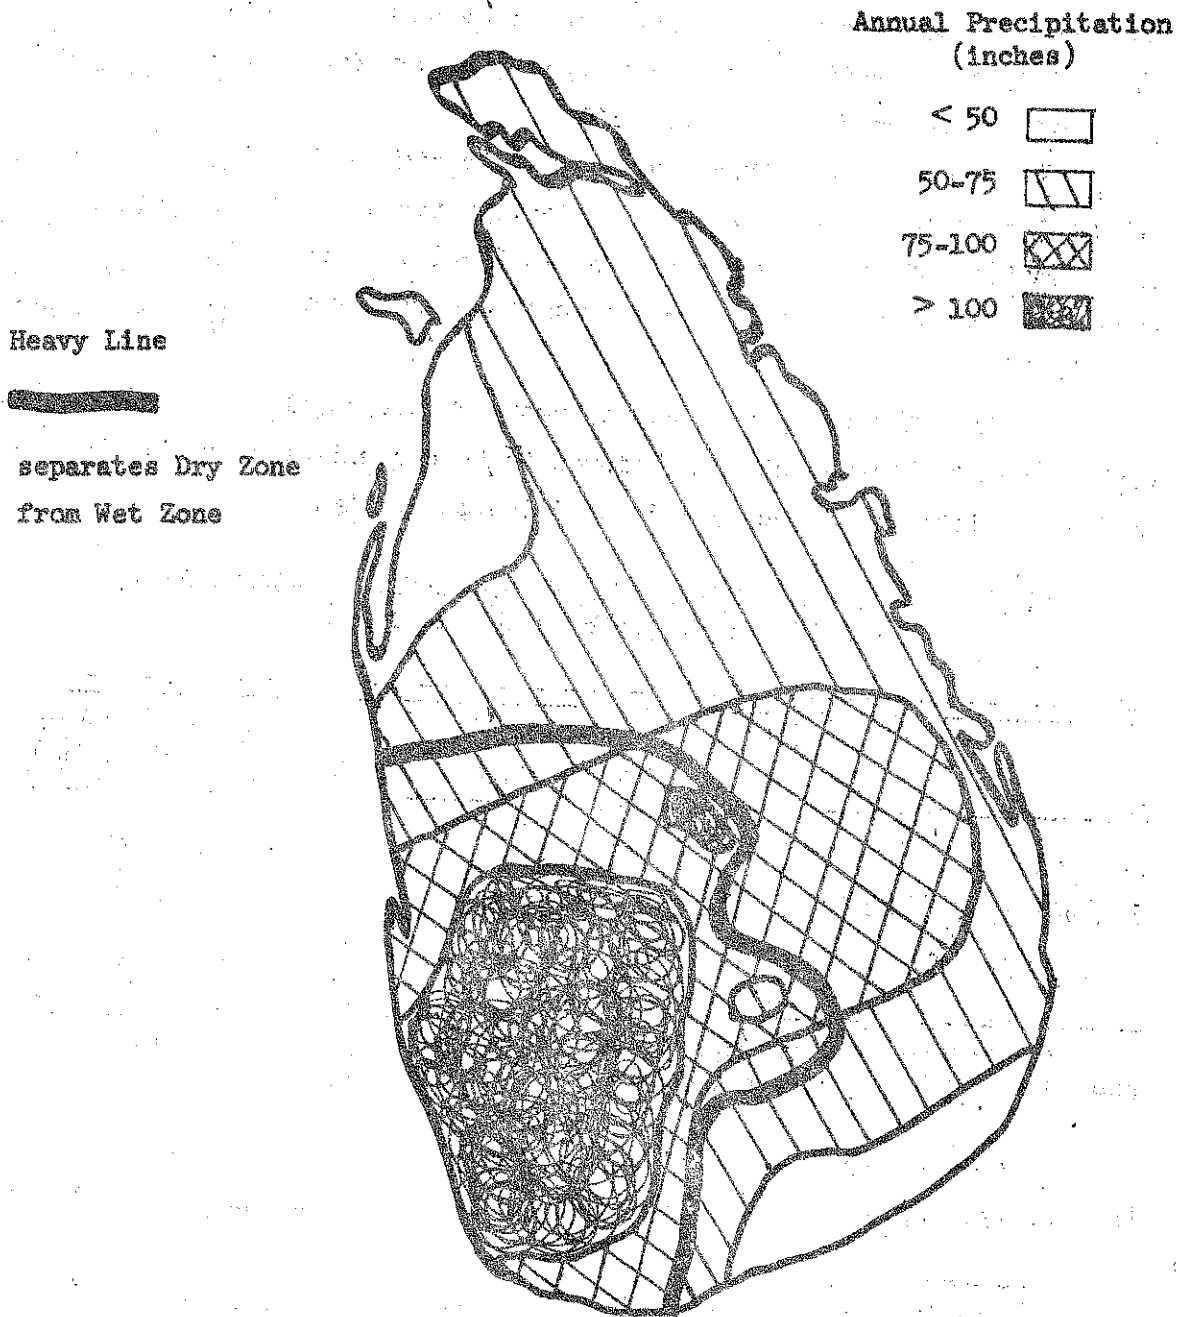 Annual Precipitation
(inches)
< 50
50-75
75-100
> 100
Heavy Line
separates Dry Zone
from Wet Zone